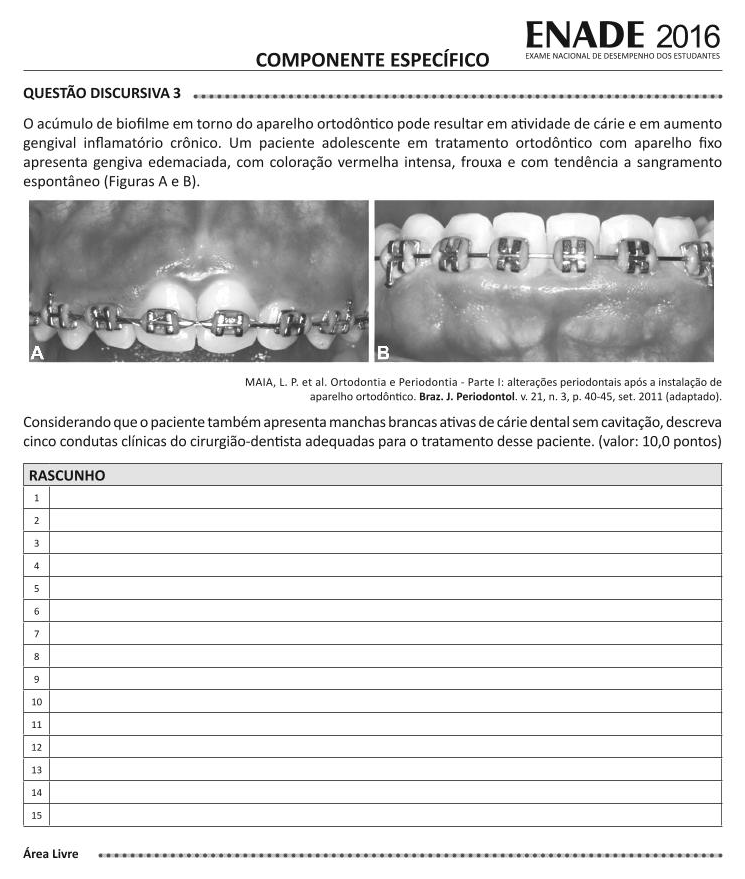 ENADE 2016
EXAME NACIONAL DE DESEMPENHO DOS ESTUDANTES
COMPONENTE ESPECÍFICO
QUESTÃO DISCURSIVA 3
O acúmulo de biofilme em torno do aparelho ortodôntico pode resultar em atividade de cárie e em aumento
gengival inflamatório crônico. Um paciente adolescente em tratamento ortodôntico com aparelho fixo
apresenta gengiva edemaciada, com coloração vermelha intensa, frouxa e com tendência a sangramento
espontâneo (Figuras A e B).
A
B
MAIA, L. P. et al. Ortodontia e Periodontia - Parte I: alterações periodontais após a instalação de
aparelho ortodôntico. Braz. J. Periodontol. v. 21, n. 3, p. 40-45, set. 2011 (adaptado).
Considerando que o paciente também apresenta manchas brancas ativas de cárie dental sem cavitação, descreva
cinco condutas clínicas do cirurgião-dentista adequadas para o tratamento desse paciente. (valor: 10,0 pontos)
RASCUNHO
1
2
3
4
5
6
7
8
9
10
11
12
13
14
15
Área Livre